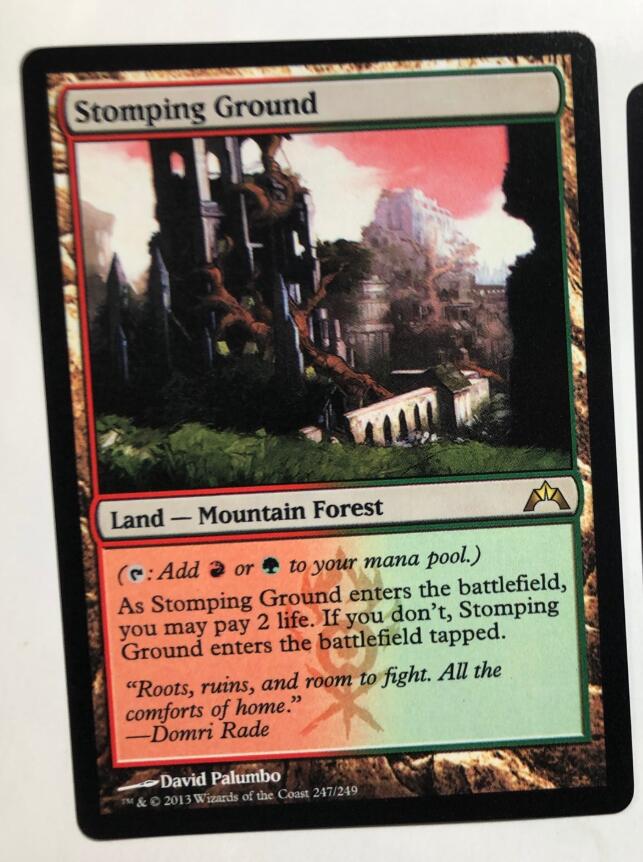 Stomping Ground
Land — Mountain Forest
(: Add or to your mana pool.)
As Stomping Ground enters the battlefield,
you may pay 2 life. If you don't, Stomping
Ground enters the battlefield tapped.
"Roots, ruins, and room to fight. All the
comforts of home."
—Domri Rade
David Palumbo
™ & © 2013 Wizards of the Coast 247/249